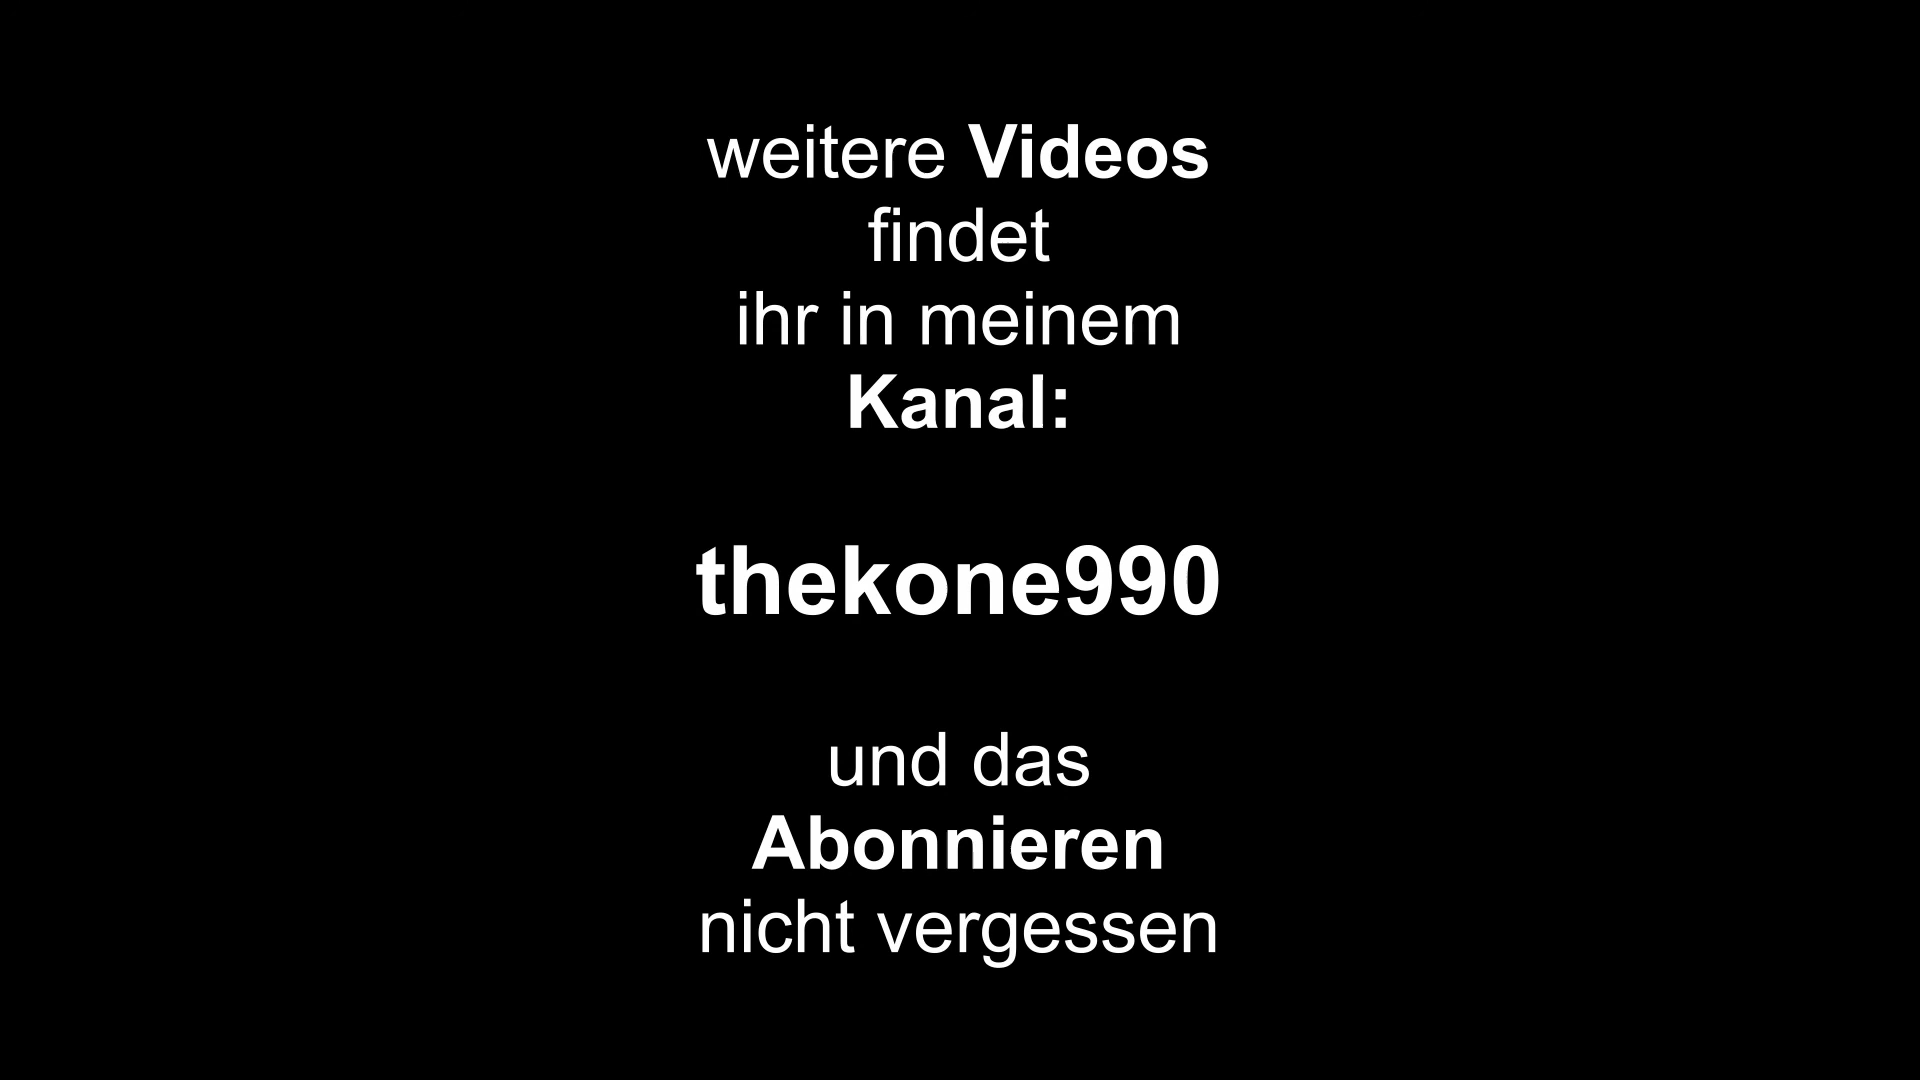 weitere Videos
findet
ihr in meinem
Kanal:
thekone990
und das
Abonnieren
nicht vergessen